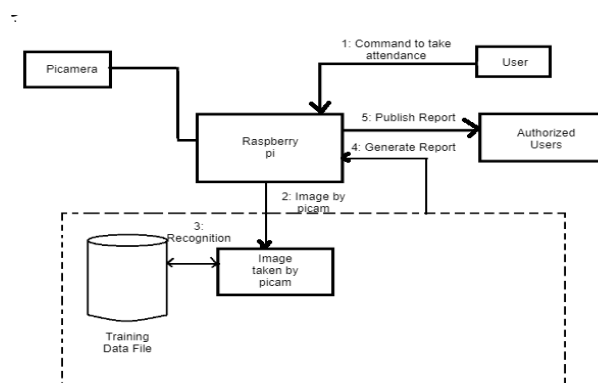 1: Command to take
attendance
Picamera
User
5: Publish Report
Raspberry
pi
Authorized
Users
4: Generate Report
2: Image by
picam
3:
Recognition
Image
taken by
picam
Training
Data File